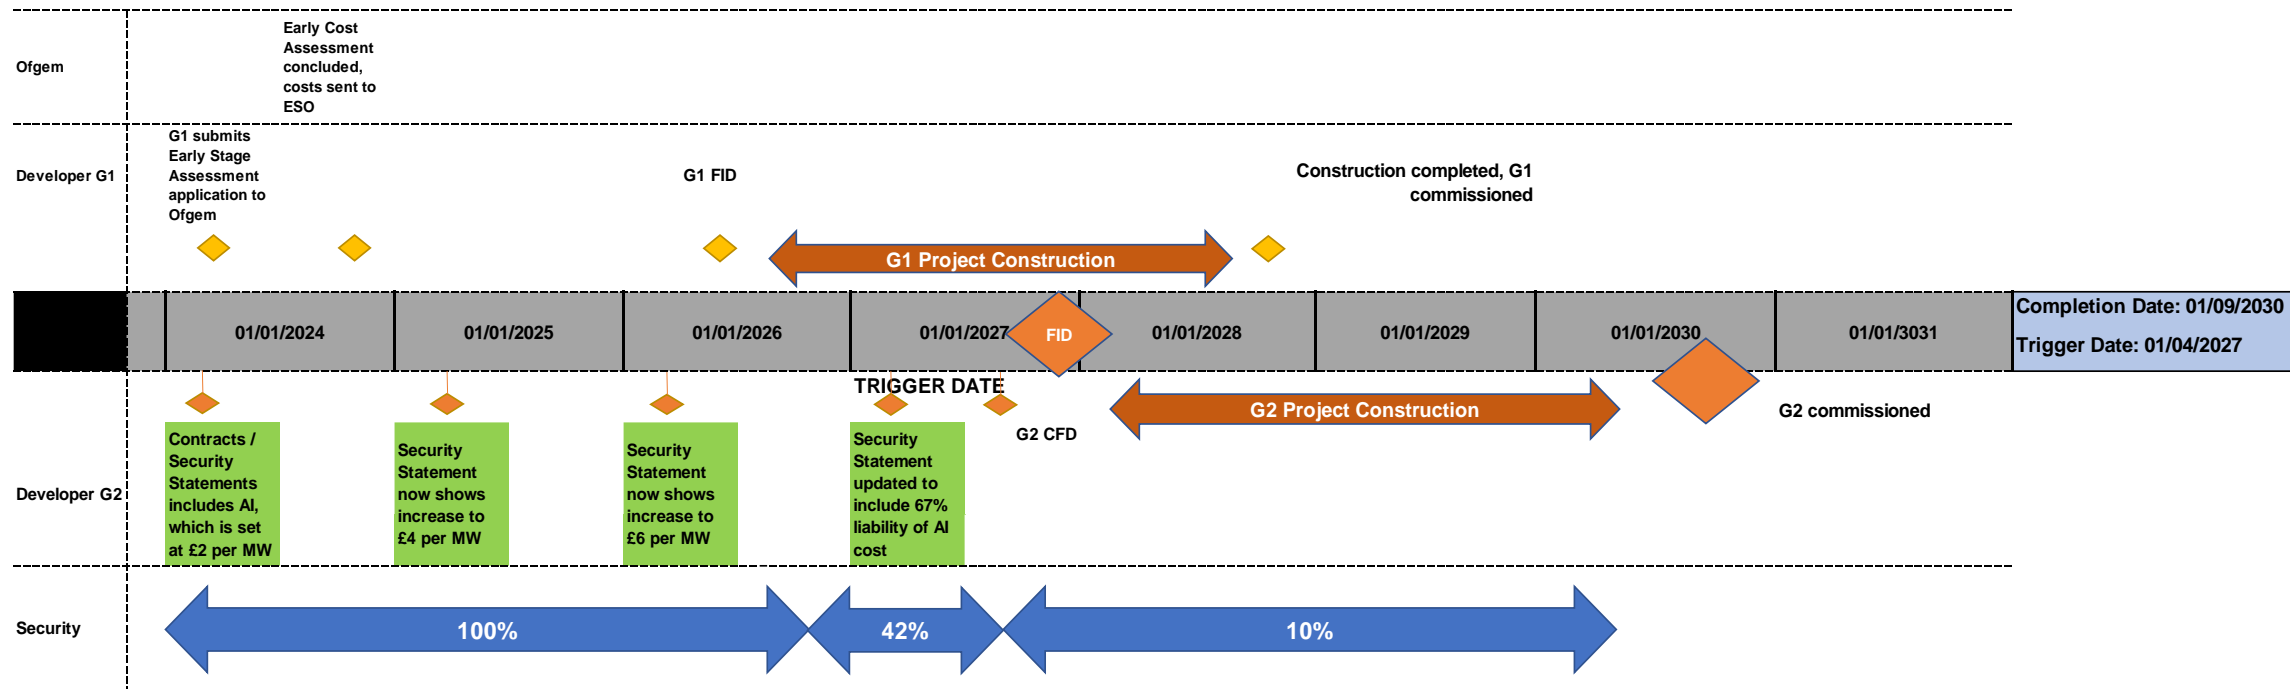 Ofgem
Early Cost
Assessment
concluded,
costs sent to
ESO
Developer G1
G1 submits
Early Stage
Assessment
application to
Ofgem
G1 FID
Construction completed, G1
commissioned
G1 Project Construction
01/01/2024
01/01/2025
01/01/2026
01/01/2027
FID
01/01/2028
01/01/2029
01/01/2030
01/01/3031
Completion Date: 01/09/2030
Trigger Date: 01/04/2027
TRIGGER DATE
G2 Project Construction
G2 commissioned
G2 CFD
Developer G2
Contracts /
Security
Statements
includes AI,
which is set
at £2 per MW
Security
Statement
now shows
increase to
£4 per MW
Security
Statement
now shows
increase to
£6 per MW
Security
Statement
updated to
include 67%
liability of AI
cost
Security
100%
42%
10%